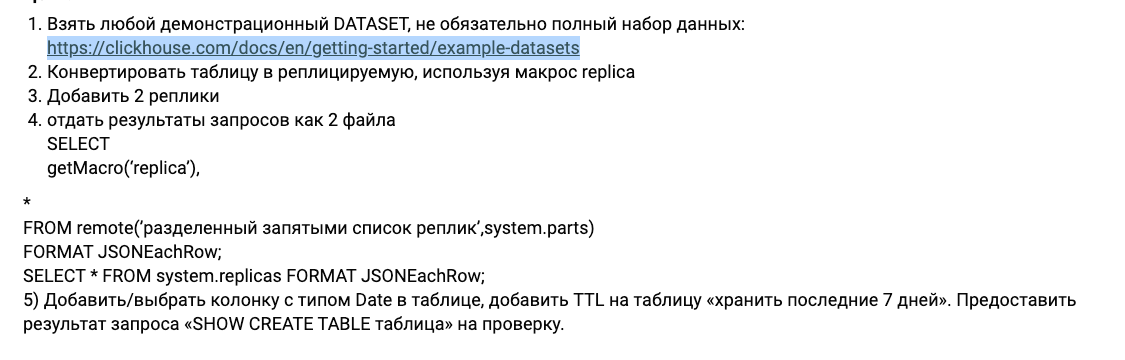 1. Взять любой демонстрационный DATASET, не обязательно полный набор данных:
https://clickhouse.com/docs/en/getting-started/example-datasets
2. Конвертировать таблицу в реплицируемую, используя макрос replica
3. Добавить 2 реплики
4. отдать результаты запросов как 2 файла
SELECT
getMacro(‘replica’),
*
FROM remote(’разделенный запятыми список реплик’,system.parts)
FORMAT JSONEachRow;
SELECT * FROM system.replicas FORMAT JSONEachRow;
5) Добавить/выбрать колонку с типом Date в таблице, добавить TTL на таблицу «хранить последние 7 дней». Предоставить
результат запроса «SHOW CREATE TABLE таблица» на проверку.